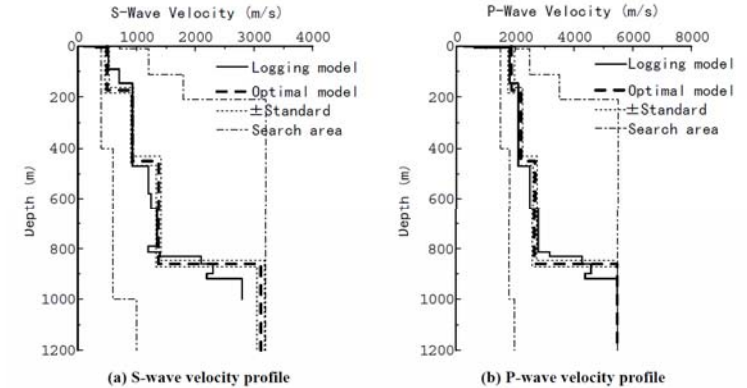 S-Wave Velocity (m/s)
0 1000 2000 3000 4000
0
200
400
600
800
1000
1200
Depth (m)
Logging model
Optimal model
±Standard
Search area
(a) S-wave velocity profile
P-Wave Velocity (m/s)
0 2000 4000 6000 8000
0
200
400
600
800
1000
1200
Depth (m)
Logging model
Optimal model
±Standard
Search area
(b) P-wave velocity profile